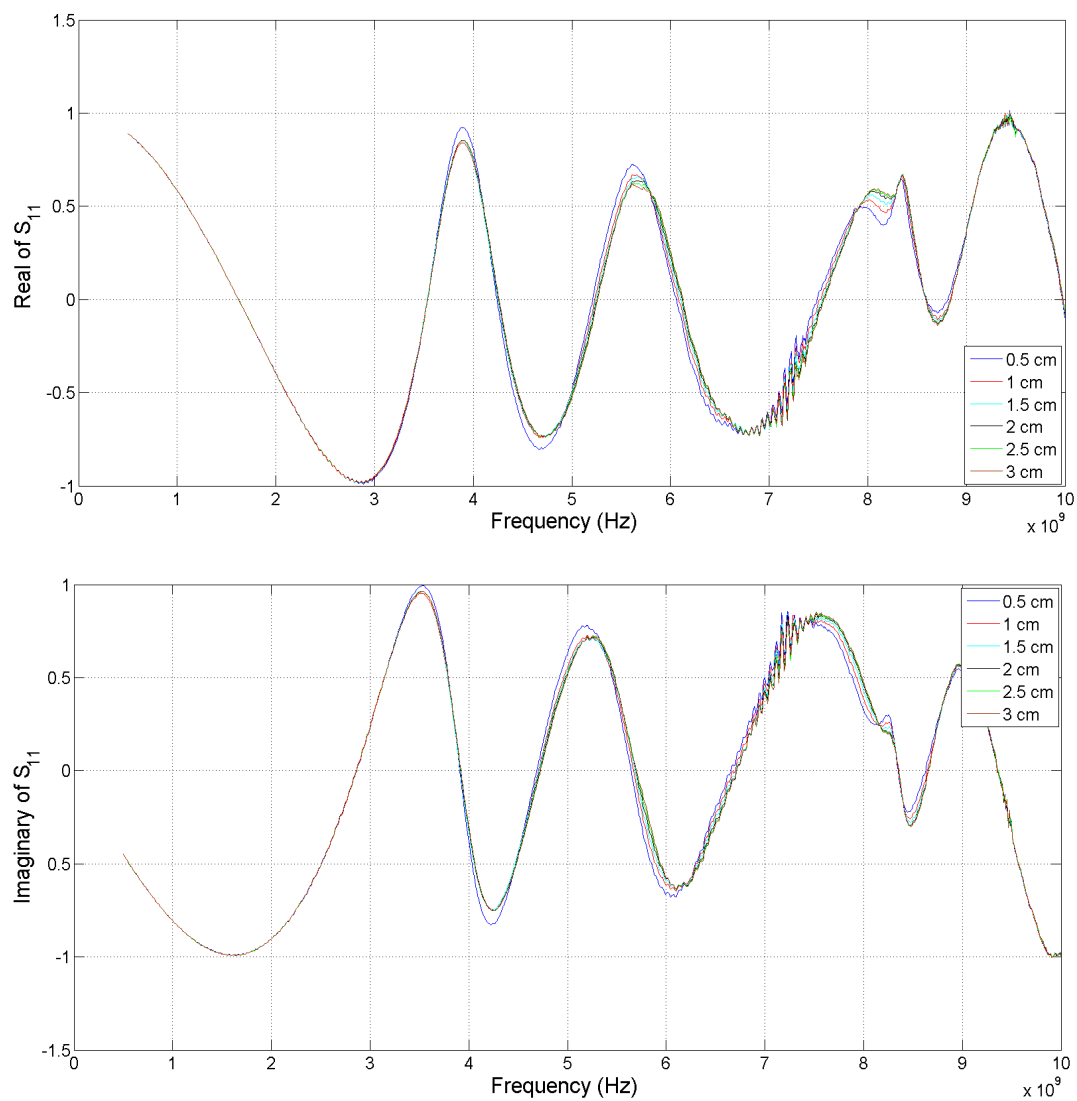 1.5
1
0.5
0
-0.5
-1
Real of S11
0 1 2 3 4 5 6 7 8 9 10
Frequency (Hz)
x 10^9
0.5 cm
1 cm
1.5 cm
2 cm
2.5 cm
3 cm
1
0.5
0
0.5
-1
-1.5
Imaginary of S11
0 1 2 3 4 5 6 7 8 9 10
Frequency (Hz)
x 10^9
0.5 cm
1 cm
1.5 cm
2 cm
2.5 cm
3 cm